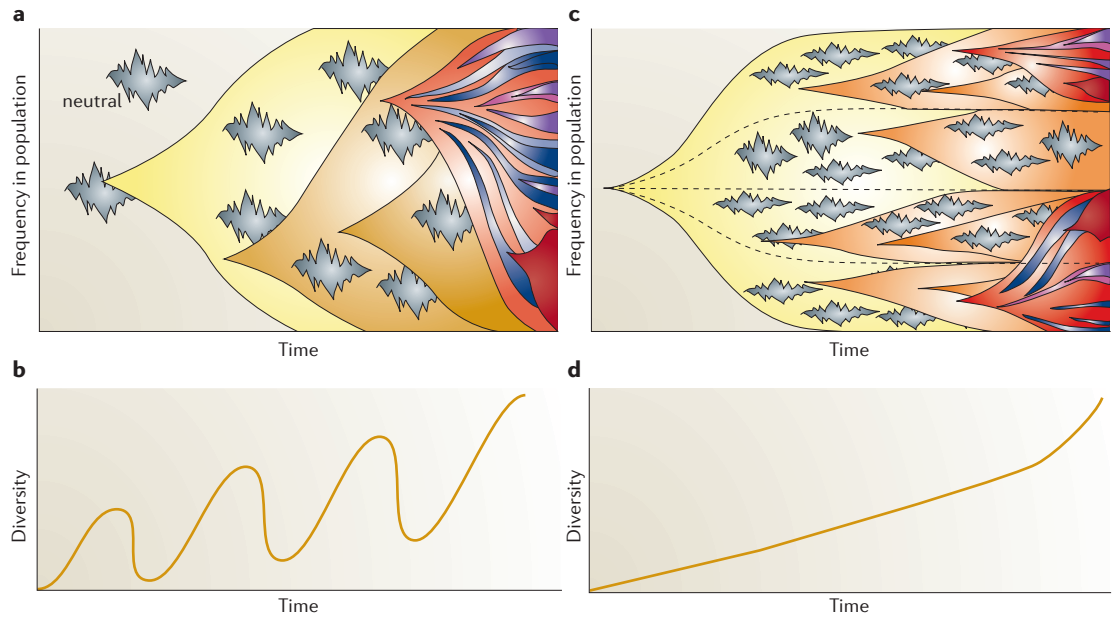 a
Frequency in population
neutral
Time
b
Diversity
Time
c
Frequency in population
Time
d
Diversity
Time